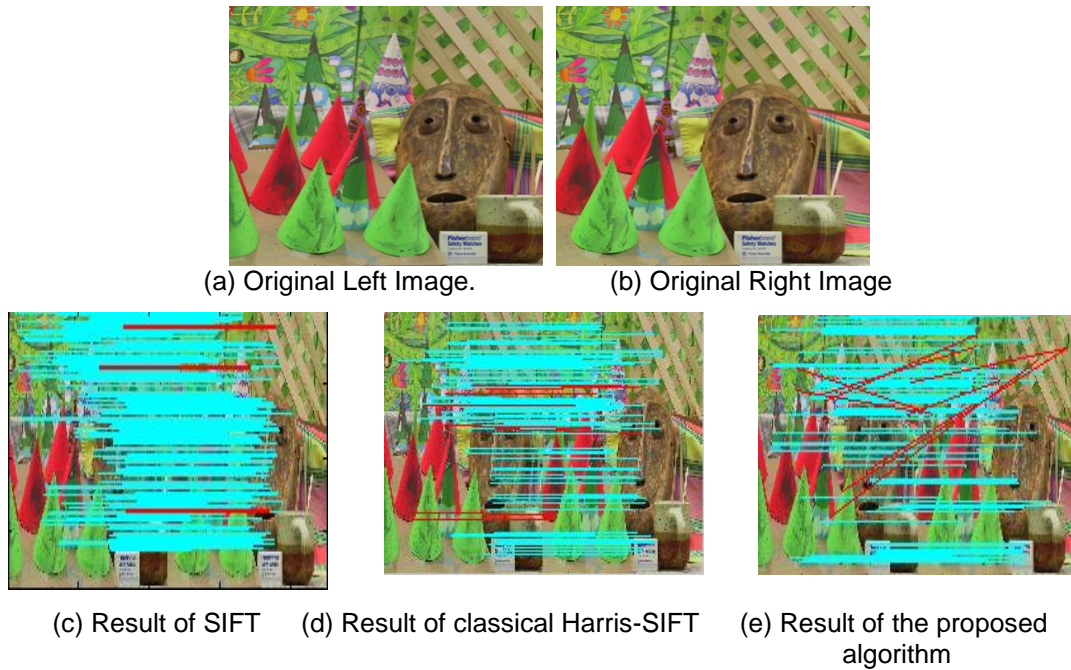 Fisherbrand
Safety Matches
Fisherbrand
Safety Matches
(a) Original Left Image.
(b) Original Right Image
(c) Result of SIFT
(d) Result of classical Harris-SIFT
(e) Result of the proposed
algorithm